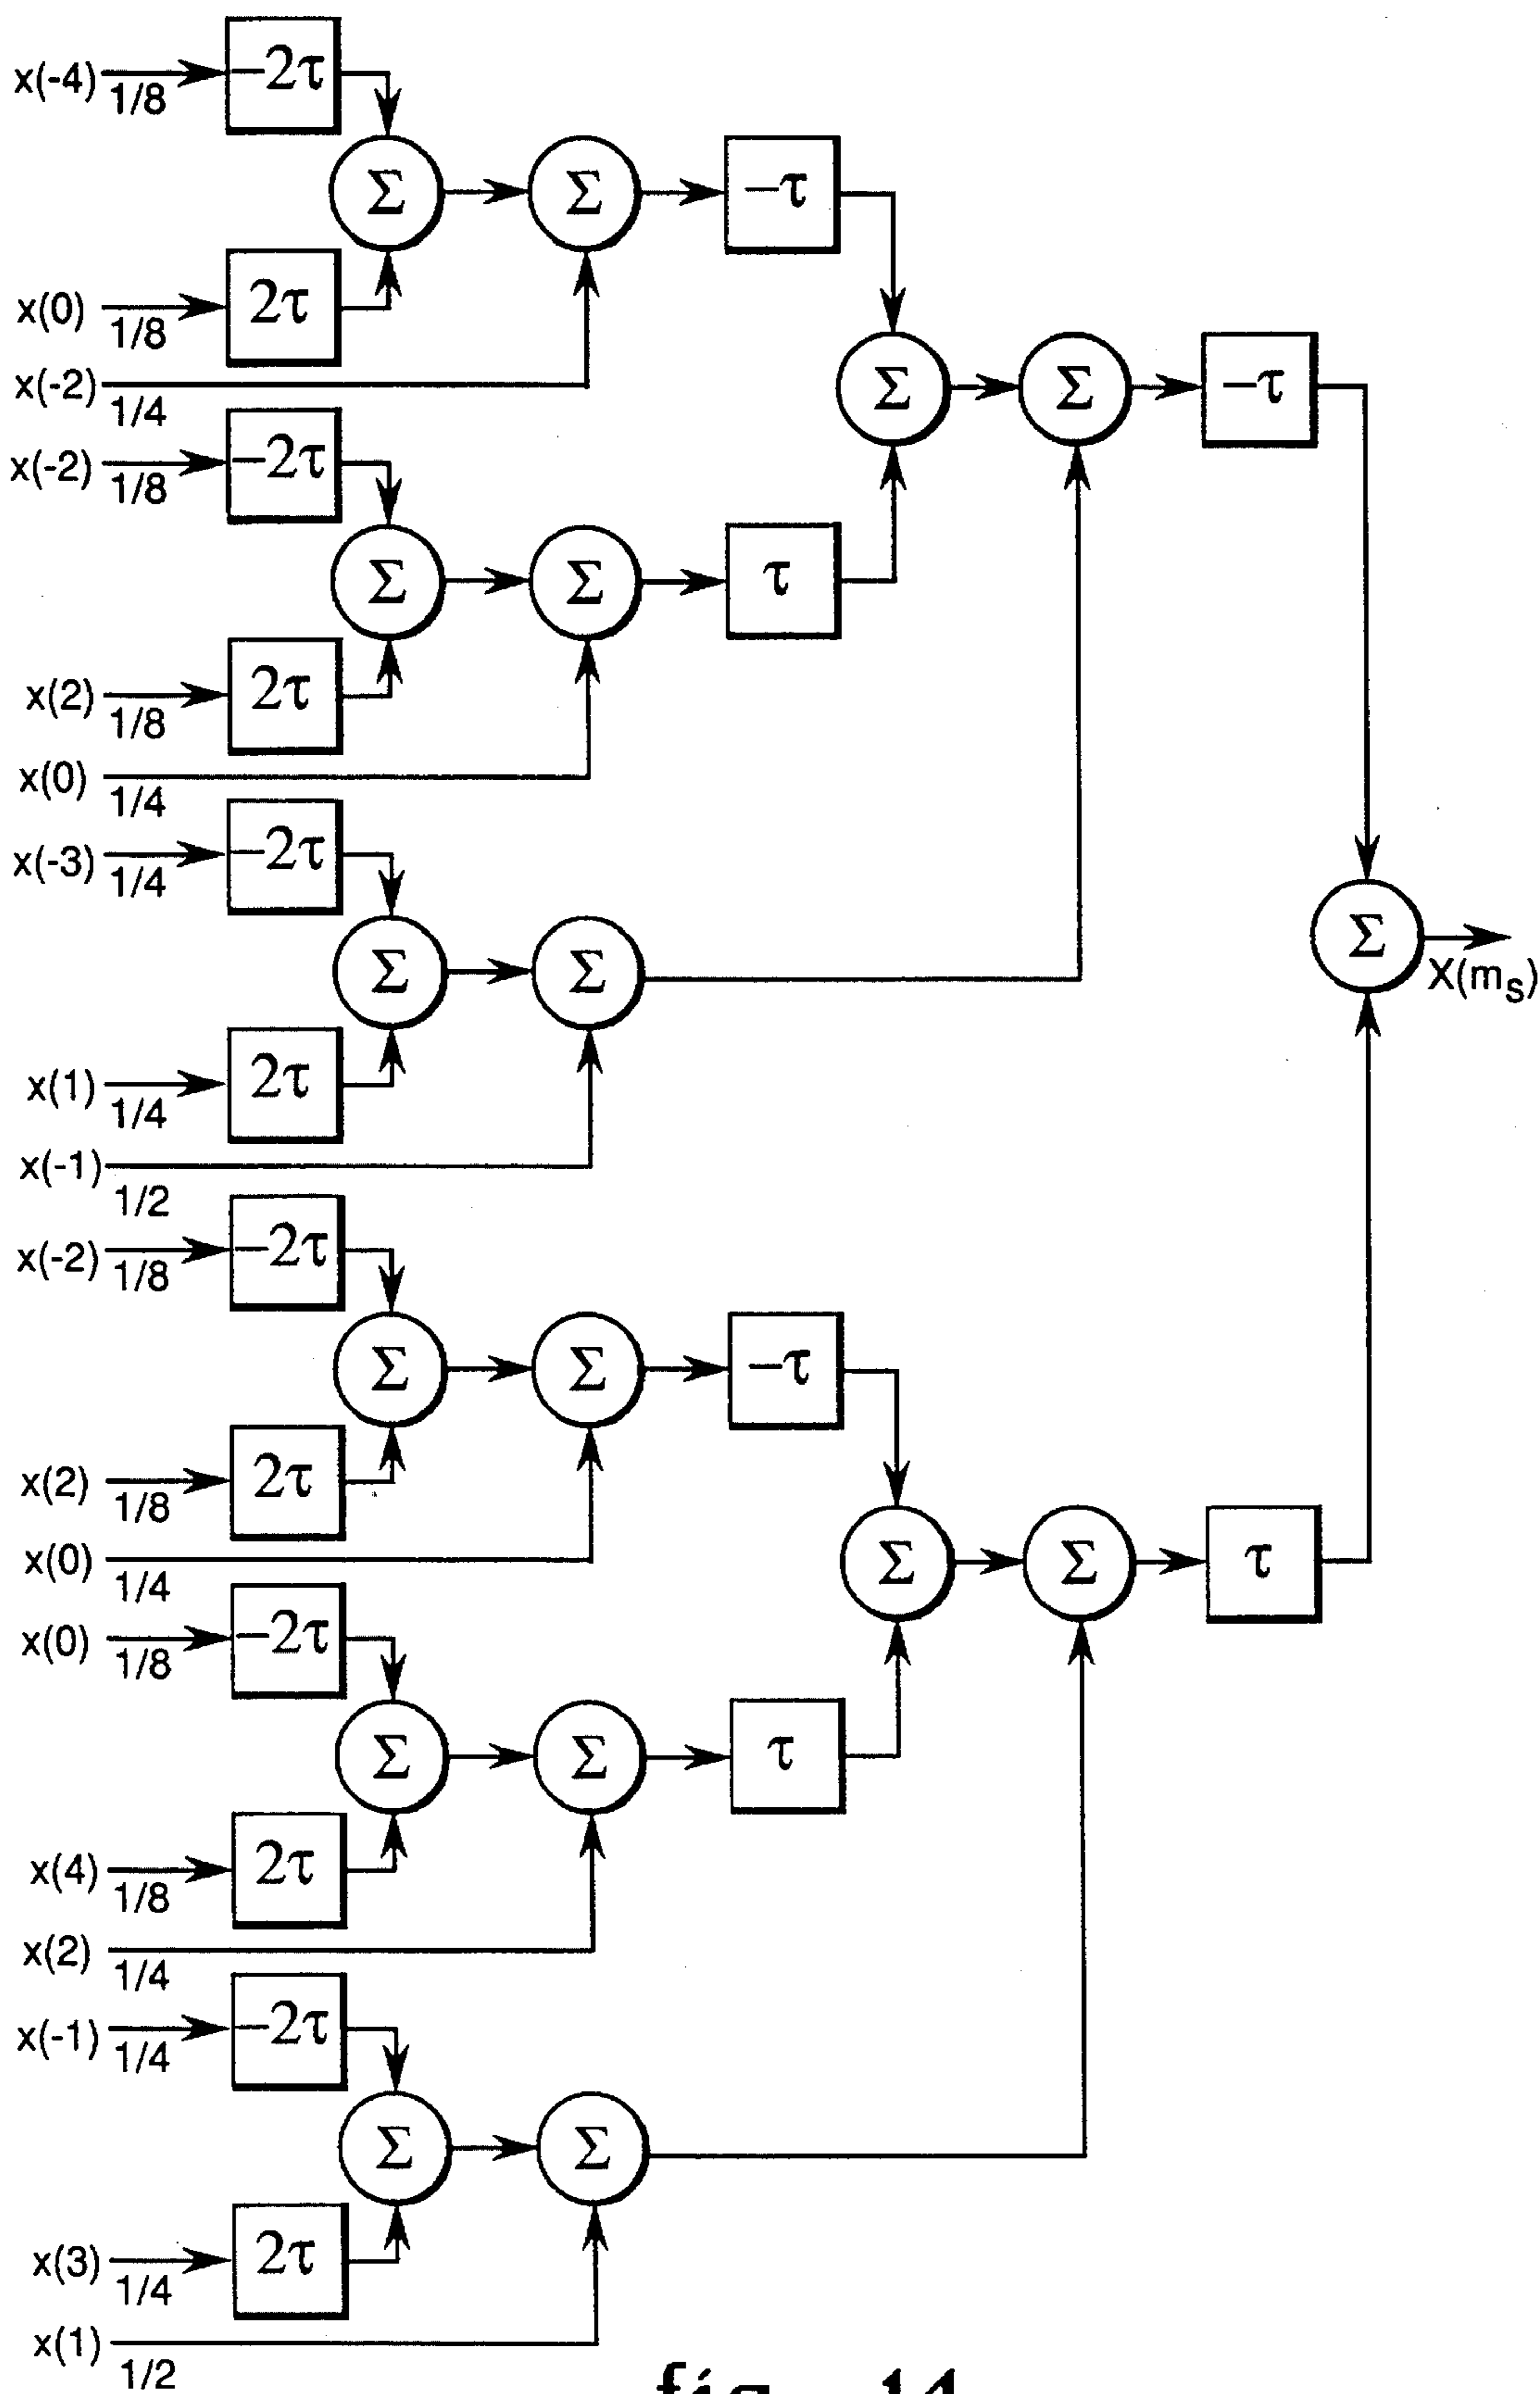 x(-4) 1/8 −2τ
Σ Σ −τ
x(0) 1/8 2τ
x(-2) 1/4
Σ Σ −τ
x(-2) 1/8 −2τ
Σ Σ τ
x(2) 1/8 2τ
x(0) 1/4
x(-3) 1/4 −2τ
Σ
X(mS)
Σ Σ
x(1) 1/4 2τ
x(-1) 1/2
x(-2) 1/8 −2τ
Σ Σ −τ
x(2) 1/8 2τ
x(0) 1/4
Σ Σ τ
x(0) 1/8 −2τ
Σ Σ τ
x(4) 1/8 2τ
x(2) 1/4
x(-1) 1/4 −2τ
Σ Σ
x(3) 1/4 2τ
x(1) 1/2